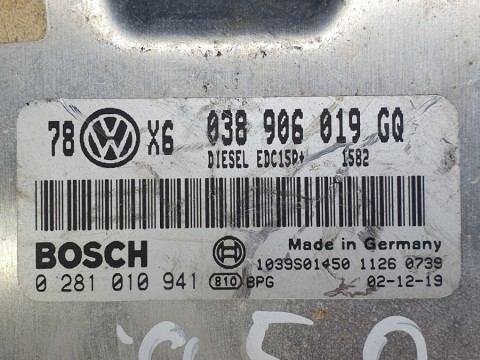 78 X6 038 906 019 GQ
DIESEL EDC15P+ 1582
BOSCH Made in Germany
1039S01450 1126 0739
0 281 010 941 810 BPG 02-12-19